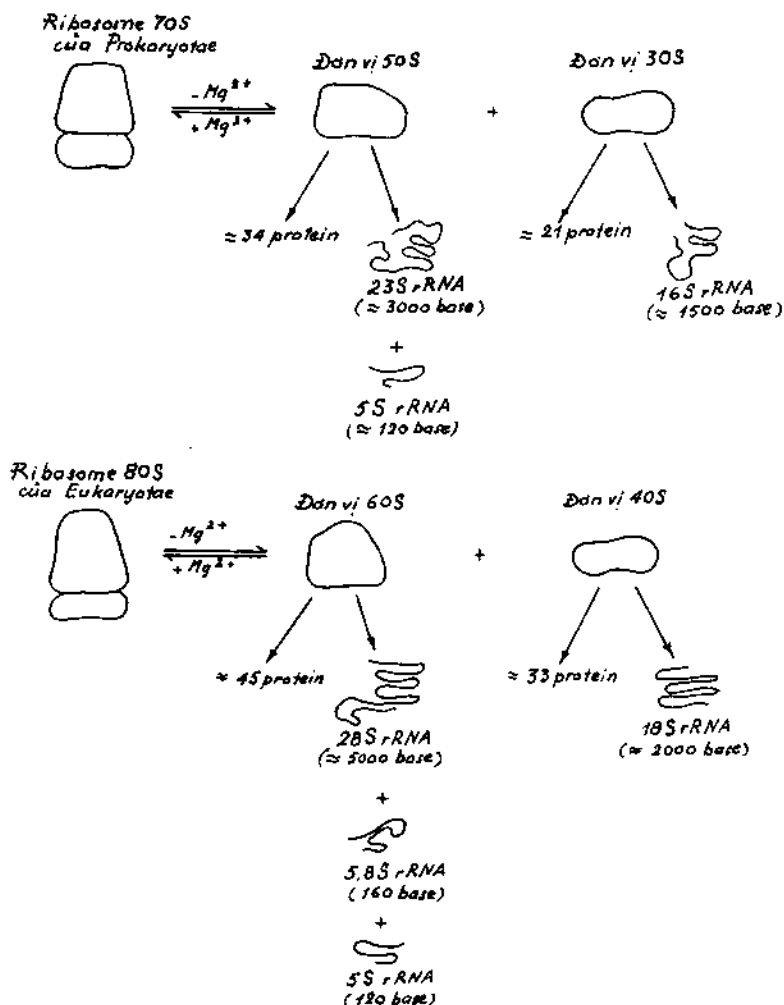 Ribosome 70S
của Prokaryotae
- Mg²⁺
+ Mg²⁺
Đơn vị 50S
+
Đơn vị 30S
≈ 34 protein
23S rRNA
(≈ 3000 base)
+
5S rRNA
(≈ 120 base)
≈ 21 protein
16S rRNA
(≈ 1500 base)
Ribosome 80S
của Eukaryotae
- Mg²⁺
+ Mg²⁺
Đơn vị 60S
+
Đơn vị 40S
≈ 45 protein
28S rRNA
(≈ 5000 base)
+
5,8S rRNA
(160 base)
+
5S rRNA
(120 base)
≈ 33 protein
18S rRNA
(≈ 2000 base)